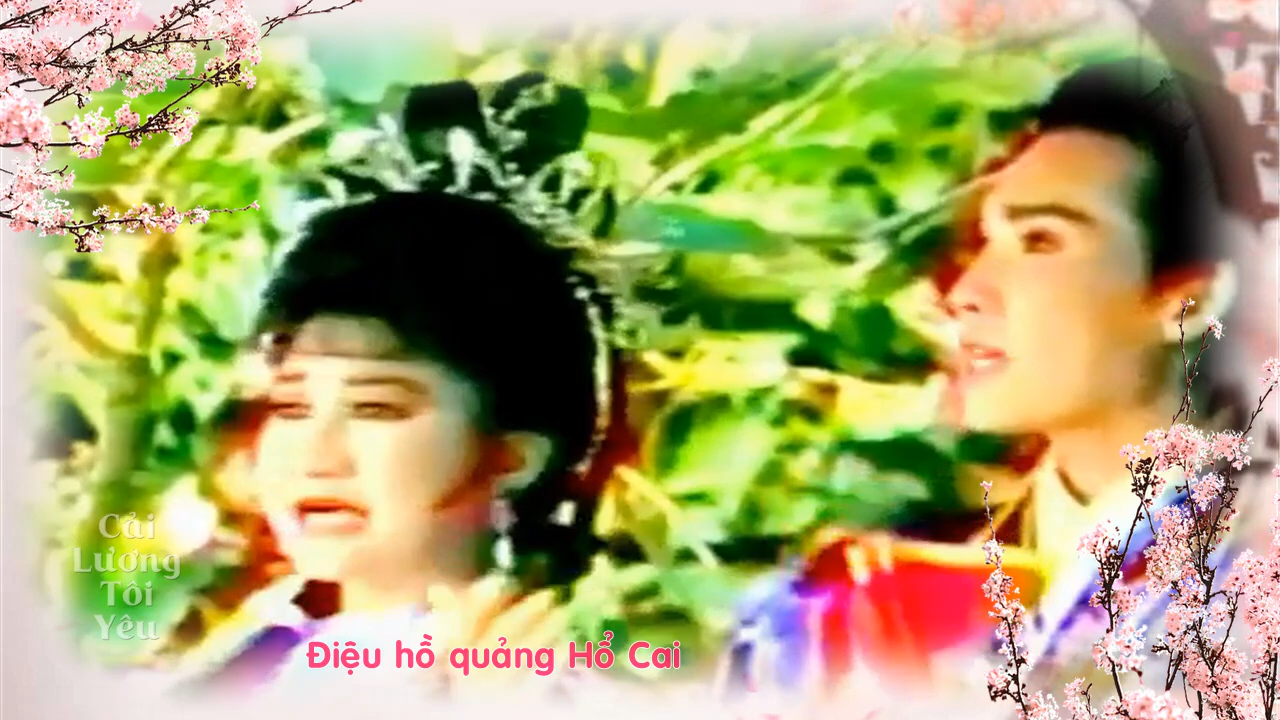 Cải
Lương
Tôi
Yêu
Điệu hồ quảng Hổ Cai